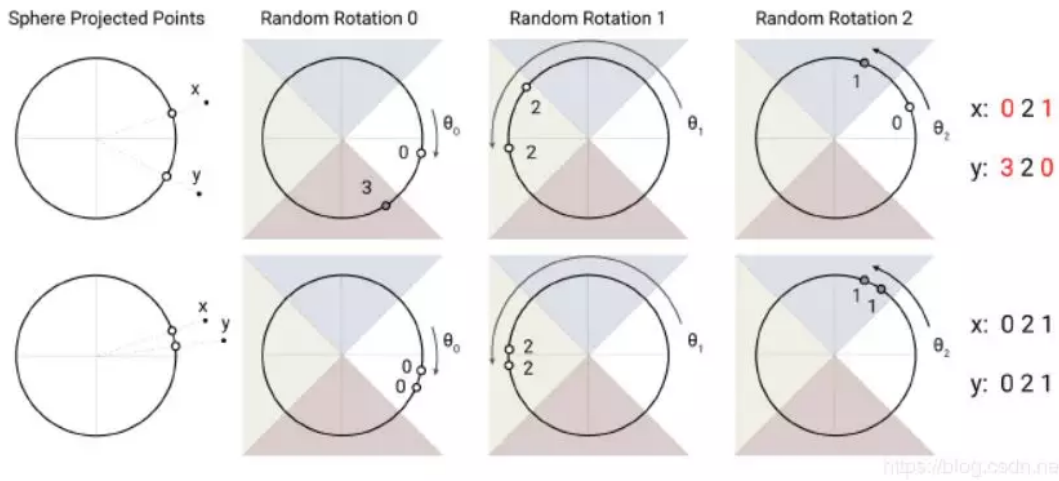 Sphere Projected Points Random Rotation 0 Random Rotation 1 Random Rotation 2
x y
0 3 θ₀
2 2 θ₁
1 0 θ₂
x: 0 2 1
y: 3 2 0
x y
0 0 θ₀
2 2 θ₁
1 1 θ₂
x: 0 2 1
y: 0 2 1
https://blog.csdn.ne